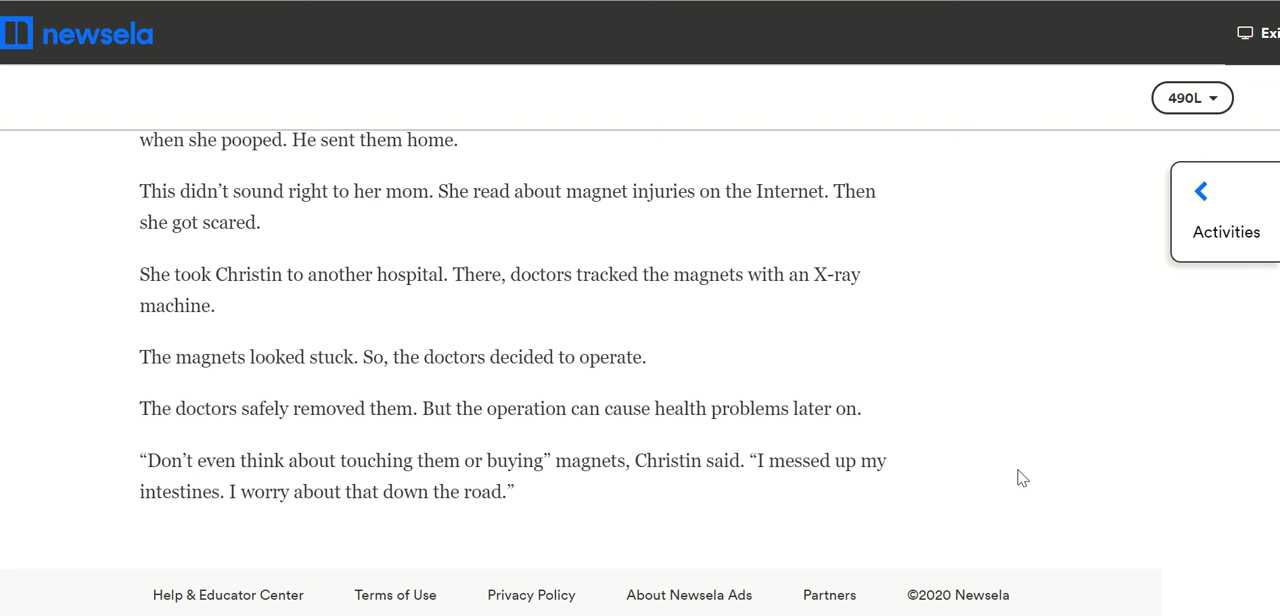 newsela
490L
when she pooped. He sent them home.
This didn’t sound right to her mom. She read about magnet injuries on the Internet. Then
she got scared.
Activities
She took Christin to another hospital. There, doctors tracked the magnets with an X-ray
machine.
The magnets looked stuck. So, the doctors decided to operate.
The doctors safely removed them. But the operation can cause health problems later on.
“Don’t even think about touching them or buying” magnets, Christin said. “I messed up my
intestines. I worry about that down the road.”
Help & Educator Center Terms of Use Privacy Policy About Newsela Ads Partners ©2020 Newsela